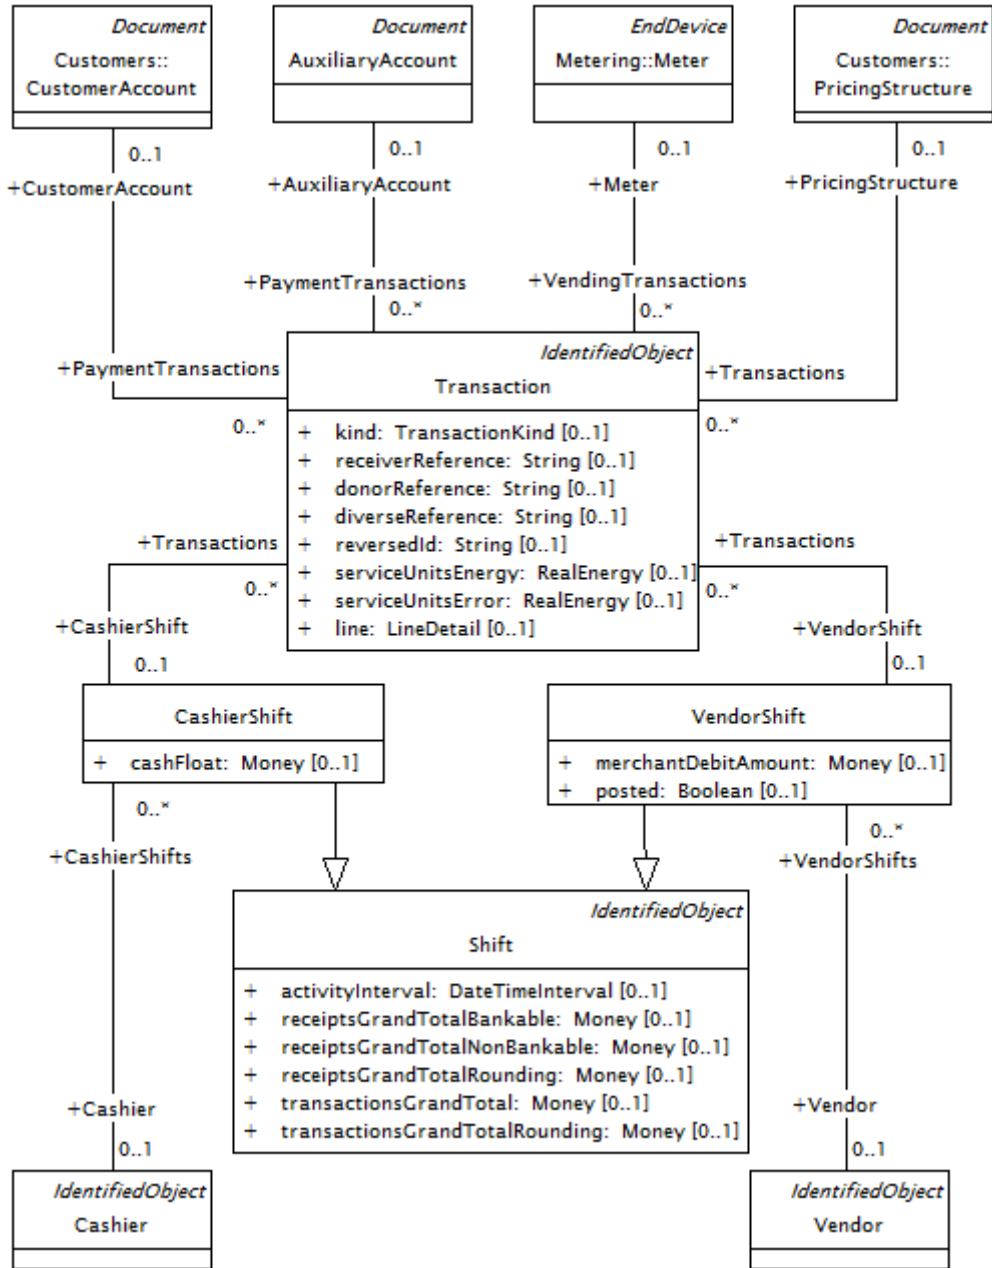 Document
Customers::
CustomerAccount
Document
AuxiliaryAccount
EndDevice
Metering::Meter
Document
Customers::
PricingStructure
0..1
0..1
0..1
0..1
+CustomerAccount
+AuxiliaryAccount
+Meter
+PricingStructure
+PaymentTransactions
0..*
+VendingTransactions
0..*
+PaymentTransactions
0..*
+Transactions
0..*
IdentifiedObject
Transaction
+ kind: TransactionKind [0..1]
+ receiverReference: String [0..1]
+ donorReference: String [0..1]
+ diverseReference: String [0..1]
+ reversedId: String [0..1]
+ serviceUnitsEnergy: RealEnergy [0..1]
+ serviceUnitsError: RealEnergy [0..1]
+ line: LineDetail [0..1]
+Transactions
0..*
+CashierShift
0..1
+Transactions
0..*
+VendorShift
0..1
CashierShift
+ cashFloat: Money [0..1]
VendorShift
+ merchantDebitAmount: Money [0..1]
+ posted: Boolean [0..1]
0..*
+CashierShifts
0..*
+VendorShifts
IdentifiedObject
Shift
+ activityInterval: DateTimeInterval [0..1]
+ receiptsGrandTotalBankable: Money [0..1]
+ receiptsGrandTotalNonBankable: Money [0..1]
+ receiptsGrandTotalRounding: Money [0..1]
+ transactionsGrandTotal: Money [0..1]
+ transactionsGrandTotalRounding: Money [0..1]
+Cashier
0..1
+Vendor
0..1
IdentifiedObject
Cashier
IdentifiedObject
Vendor